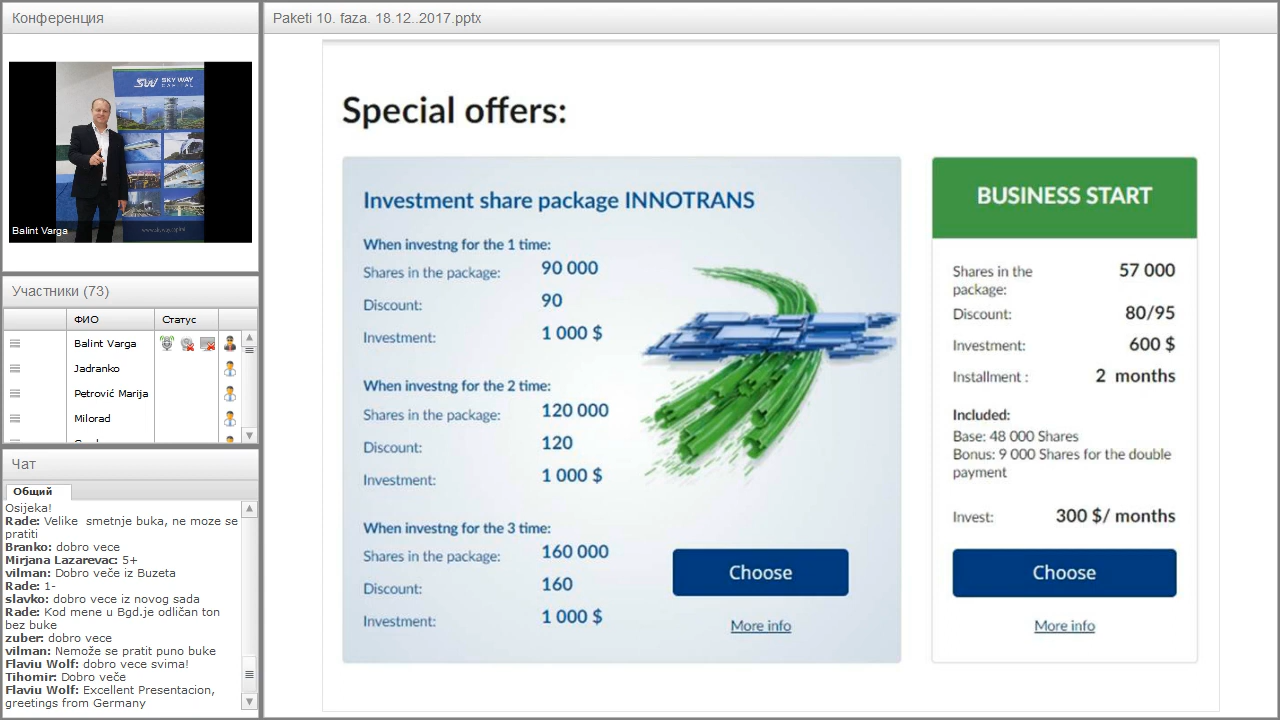 Конференция
SKY WAY
CAPITAL
Balint Varga
Участники (73)
ФИО
Статус
Balint Varga
Jadranko
Petrović Marija
Milorad
Чат
Общий
Osijeka!
Rade: Velike smetnje buka, ne moze se
pratiti
Branko: dobro vece
Mirjana Lazarevac: 5+
vilman: Dobro veče iz Buzeta
Rade: 1-
slavko: dobro vece iz novog sada
Rade: Kod mene u Bgd.je odličan ton
bez buke
zuber: dobro vece
vilman: Nemože se pratit puno buke
Flaviu Wolf: dobro vece svima!
Tihomir: Dobro veče
Flaviu Wolf: Excellent Presentacion,
greetings from Germany
Paketi 10. faza. 18.12..2017.pptx
Special offers:
Investment share package INNOTRANS
When investng for the 1 time:
Shares in the package: 90 000
Discount: 90
Investment: 1 000 $
When investng for the 2 time:
Shares in the package: 120 000
Discount: 120
Investment: 1 000 $
When investng for the 3 time:
Shares in the package: 160 000
Discount: 160
Investment: 1 000 $
Choose
More info
BUSINESS START
Shares in the 57 000
package:
Discount: 80/95
Investment: 600 $
Installment : 2 months
Included:
Base: 48 000 Shares
Bonus: 9 000 Shares for the double
payment
Invest: 300 $/ months
Choose
More info